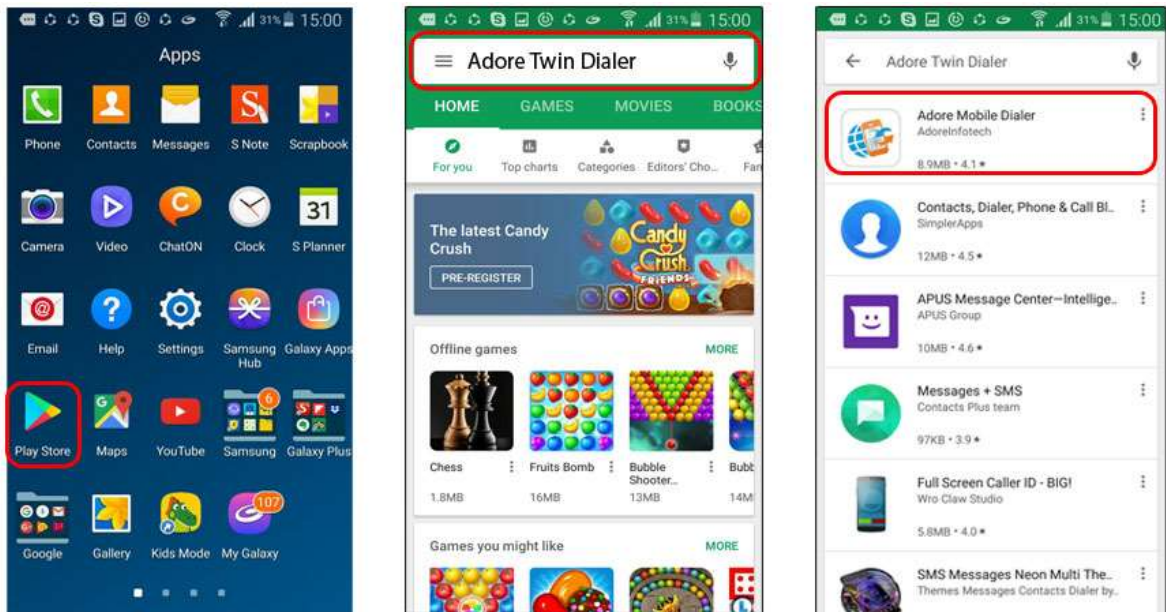 31% 15:00
Apps
Phone Contacts Messages S Note Scrapbook
31
Camera Video ChatON Clock S Planner
Email Help Settings Samsung Hub Galaxy Apps
6
Play Store Maps YouTube Samsung Galaxy Plus
107
Google Gallery Kids Mode My Galaxy
31% 15:00
Adore Twin Dialer
HOME GAMES MOVIES BOOKS
For you Top charts Categories Editors' Cho... Fam
The latest Candy
Crush
PRE-REGISTER
Candy
Crush
FRIENDS
Offline games MORE
Chess Fruits Bomb Bubble Shooter... Bubb
1.8MB 16MB 13MB 14M
Games you might like MORE
31% 15:00
Adore Twin Dialer
Adore Mobile Dialer
AdoreInfotech
8.9MB • 4.1 ★
Contacts, Dialer, Phone & Call Bl..
SimplerApps
12MB • 4.5 ★
APUS Message Center—Intellige..
APUS Group
10MB • 4.6 ★
Messages + SMS
Contacts Plus team
97KB • 3.9 ★
Full Screen Caller ID - BIG!
Wro Claw Studio
5.8MB • 4.0 ★
SMS Messages Neon Multi The..
Themes Messages Contacts Dialer by..